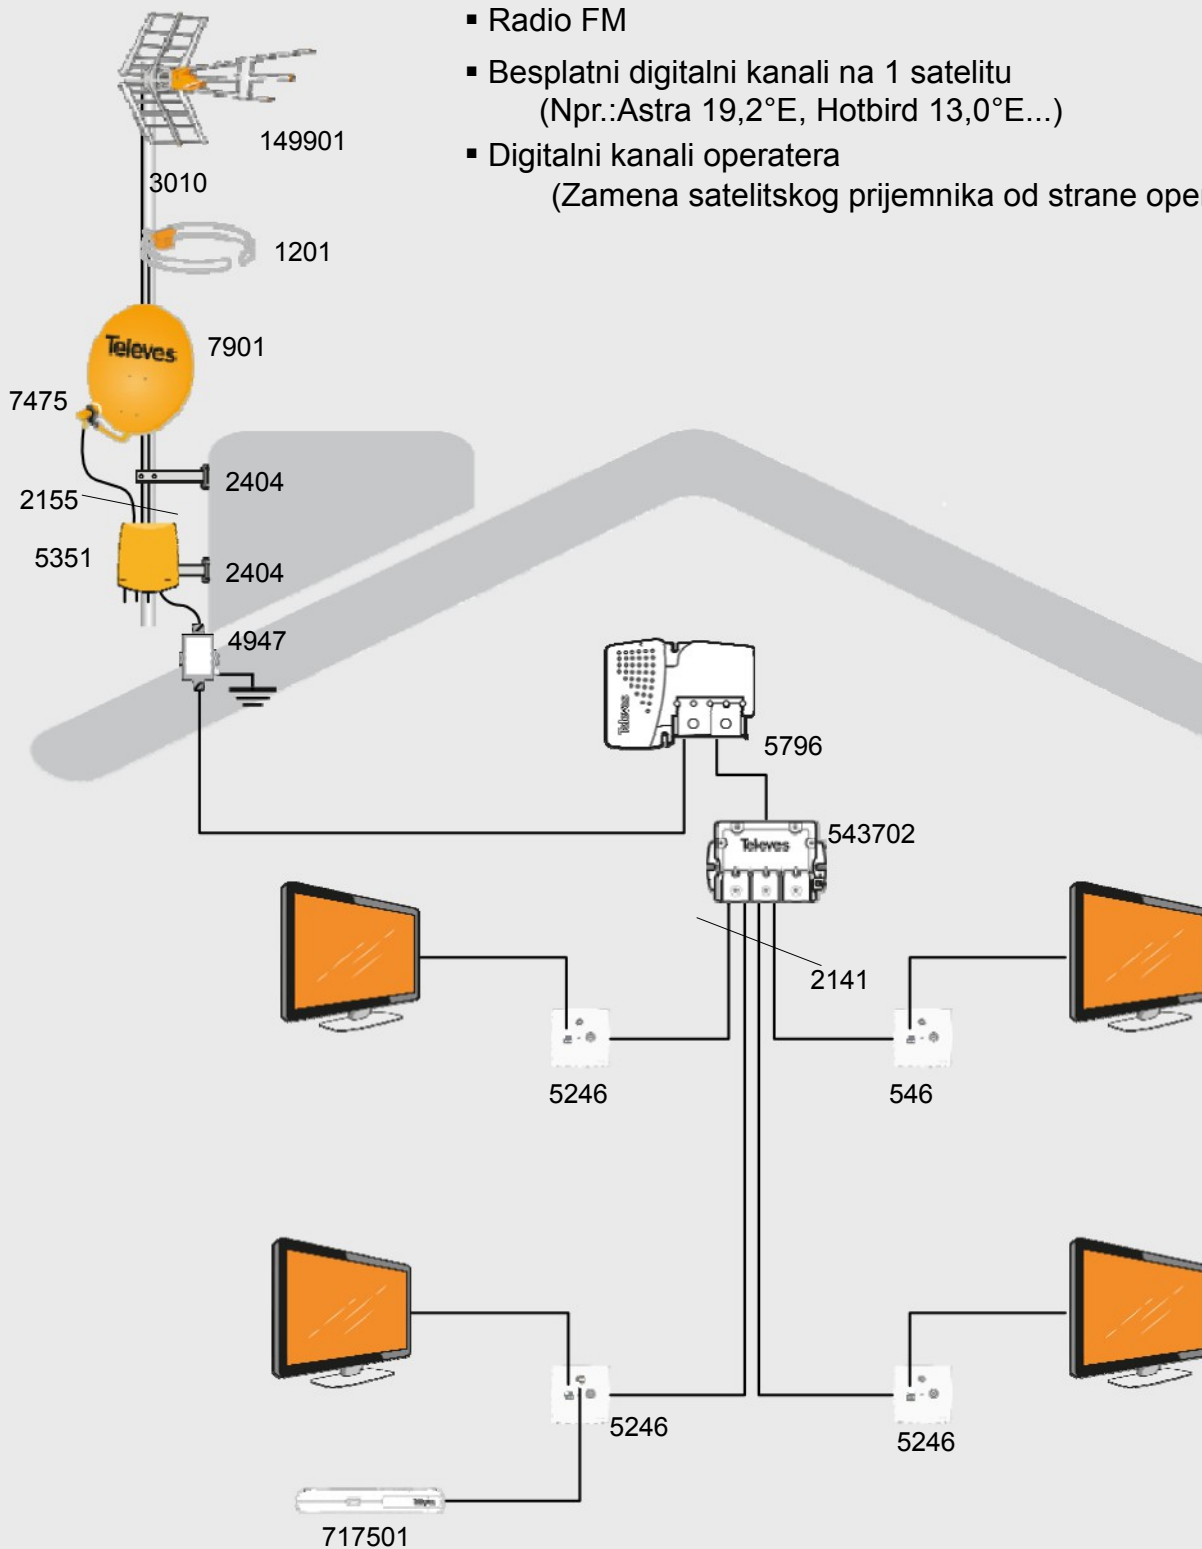 ▪ Radio FM
▪ Besplatni digitalni kanali na 1 satelitu
(Npr.:Astra 19,2°E, Hotbird 13,0°E...)
▪ Digitalni kanali operatera
(Zamena satelitskog prijemnika od strane oper
149901
3010
1201
Televes
7901
7475
2404
2155
5351
2404
4947
Televes
5796
543702
Televes
2141
5246
546
5246
5246
717501